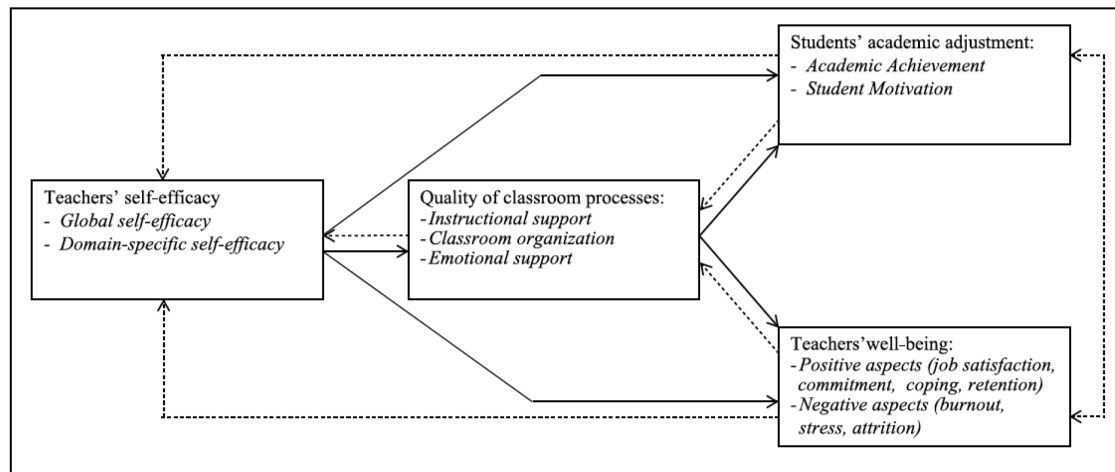 Students' academic adjustment:
- Academic Achievement
- Student Motivation
Teachers' self-efficacy
- Global self-efficacy
- Domain-specific self-efficacy
Quality of classroom processes:
-Instructional support
-Classroom organization
-Emotional support
Teachers'well-being:
-Positive aspects (job satisfaction,
commitment, coping, retention)
-Negative aspects (burnout,
stress, attrition)